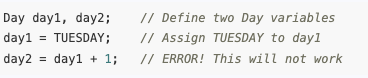 Day day1, day2;    // Define two Day variables
day1 = TUESDAY;    // Assign TUESDAY to day1
day2 = day1 + 1;   // ERROR! This will not work